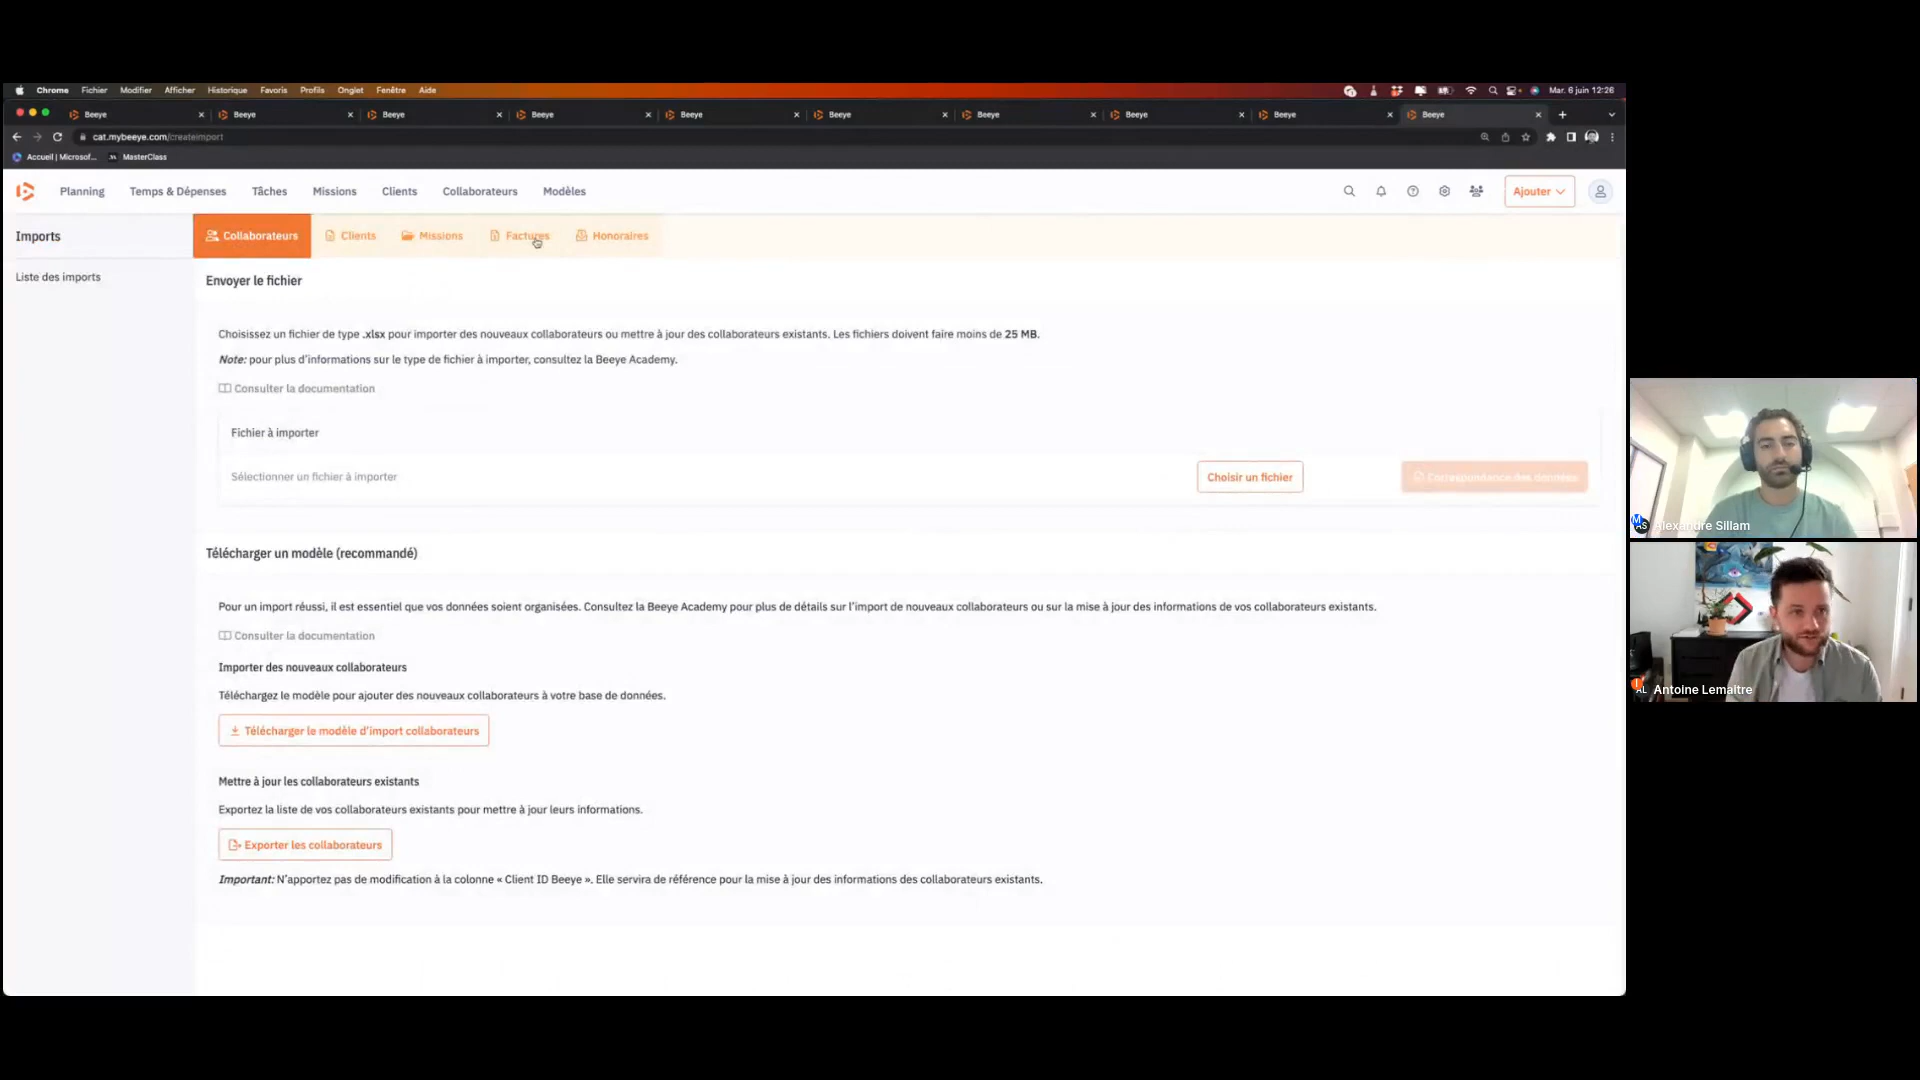 Chrome Fichier Modifier Afficher Historique Favoris Profils Onglet Fenêtre Aide Mar. 6 juin 12:26
Beeye Beeye Beeye Beeye Beeye Beeye Beeye Beeye Beeye Beeye
cat.mybeeye.com/createimport
Accueil | Microsof... MasterClass
Planning Temps & Dépenses Tâches Missions Clients Collaborateurs Modèles Ajouter
Imports Collaborateurs Clients Missions Factures Honoraires
Liste des imports
Envoyer le fichier
Choisissez un fichier de type .xlsx pour importer des nouveaux collaborateurs ou mettre à jour des collaborateurs existants. Les fichiers doivent faire moins de 25 MB.
Note: pour plus d'informations sur le type de fichier à importer, consultez la Beeye Academy.
Consulter la documentation
Fichier à importer
Sélectionner un fichier à importer Choisir un fichier Correspondance des données
Télécharger un modèle (recommandé)
Pour un import réussi, il est essentiel que vos données soient organisées. Consultez la Beeye Academy pour plus de détails sur l'import de nouveaux collaborateurs ou sur la mise à jour des informations de vos collaborateurs existants.
Consulter la documentation
Importer des nouveaux collaborateurs
Téléchargez le modèle pour ajouter des nouveaux collaborateurs à votre base de données.
Télécharger le modèle d'import collaborateurs
Mettre à jour les collaborateurs existants
Exportez la liste de vos collaborateurs existants pour mettre à jour leurs informations.
Exporter les collaborateurs
Important: N'apportez pas de modification à la colonne « Client ID Beeye ». Elle servira de référence pour la mise à jour des informations des collaborateurs existants.
AS Alexandre Sillam
AL Antoine Lemaitre